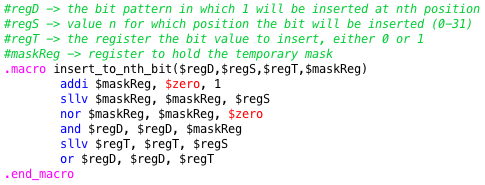 #regD -> the bit pattern in which 1 will be inserted at nth position
#regS -> value n for which position the bit will be inserted (0-31)
#regT -> the register the bit value to insert, either 0 or 1
#maskReg -> register to hold the temporary mask
.macro insert_to_nth_bit($regD,$regS,$regT,$maskReg)
addi $maskReg, $zero, 1
sllv $maskReg, $maskReg, $regS
nor $maskReg, $maskReg, $zero
and $regD, $regD, $maskReg
sllv $regT, $regT, $regS
or $regD, $regD, $regT
.end_macro